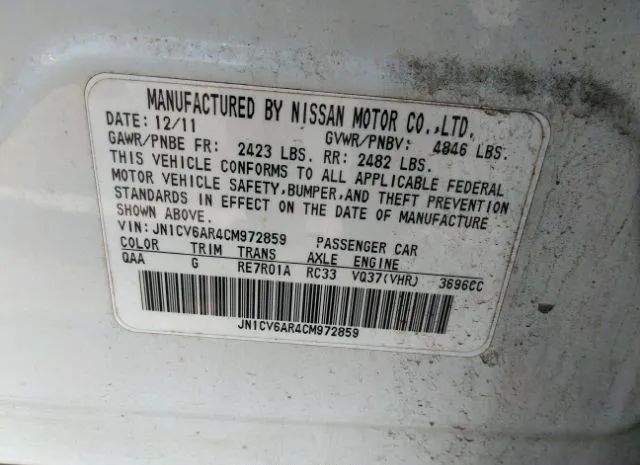 MANUFACTURED BY NISSAN MOTOR CO.,LTD.
DATE: 12/11 GVWR/PNBV: 4846 LBS.
GAWR/PNBE FR: 2423 LBS. RR: 2482 LBS.
THIS VEHICLE CONFORMS TO ALL APPLICABLE FEDERAL
MOTOR VEHICLE SAFETY,BUMPER,AND THEFT PREVENTION
STANDARDS IN EFFECT ON THE DATE OF MANUFACTURE
SHOWN ABOVE.
VIN: JN1CV6AR4CM972859 PASSENGER CAR
COLOR TRIM TRANS AXLE ENGINE
QAA G RE7R01A RC33 VQ37(VHR) 3696CC
JN1CV6AR4CM972859